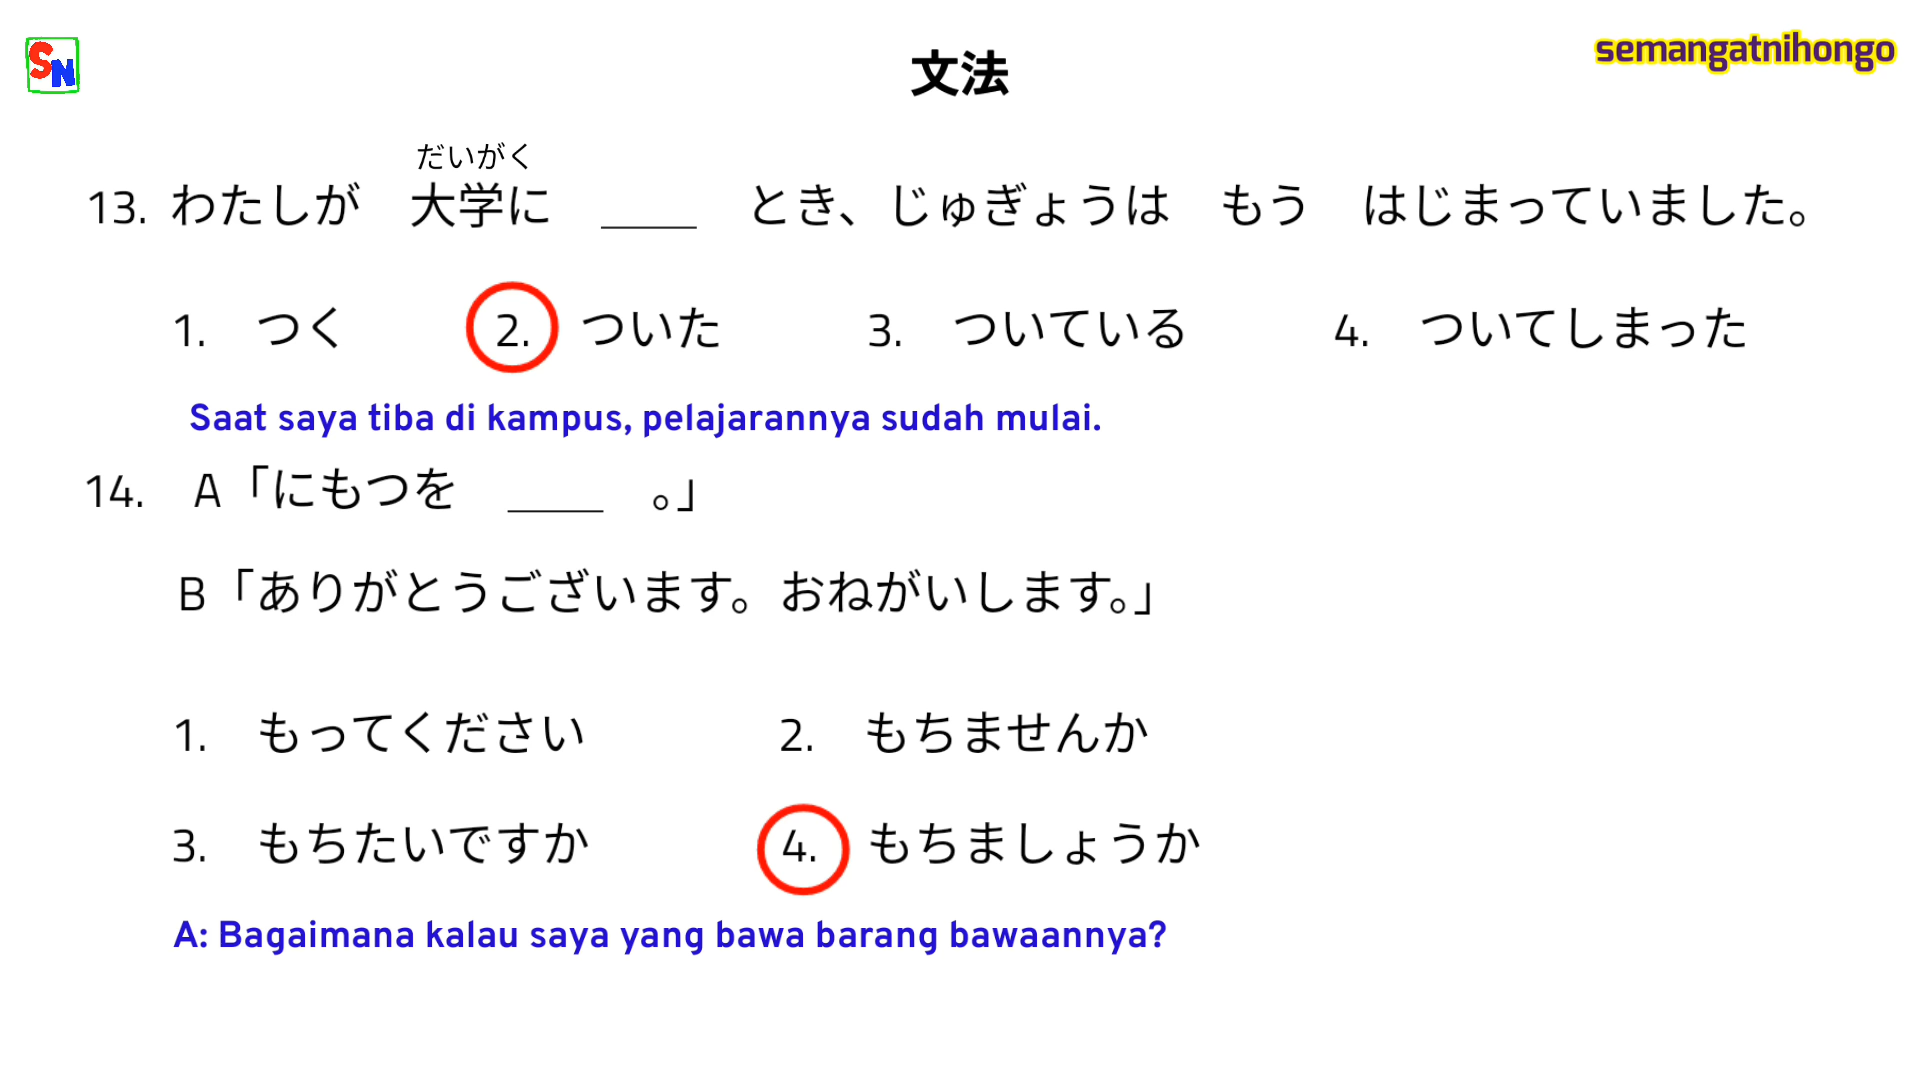 SN
文法
semangatnihongo
だいがく
13. わたしが 大学に ____ とき、じゅぎょうは もう はじまっていました。
1. つく 2. ついた 3. ついている 4. ついてしまった
Saat saya tiba di kampus, pelajarannya sudah mulai.
14. A「にもつを ____ 。」
B「ありがとうございます。おねがいします。」
1. もってください 2. もちませんか
3. もちたいですか 4. もちましょうか
A: Bagaimana kalau saya yang bawa barang bawaannya?